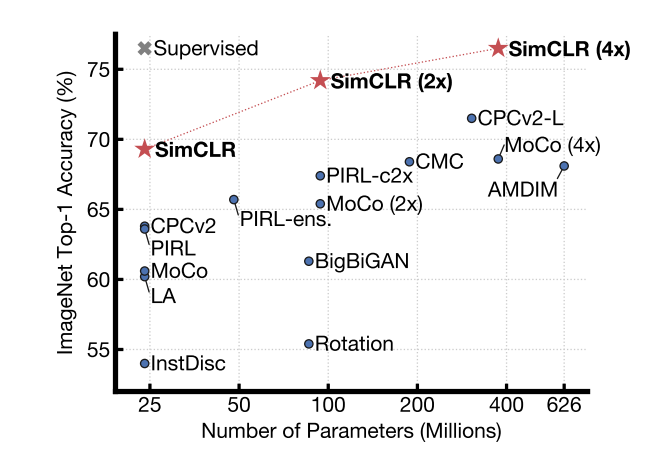 Supervised
SimCLR (4x)
75
SimCLR (2x)
CPCv2-L
70
SimCLR
MoCo (4x)
CMC
PIRL-c2x
AMDIM
65
MoCo (2x)
PIRL-ens.
CPCv2
PIRL
BigBiGAN
60
MoCo
LA
55
Rotation
InstDisc
25 50 100 200 400 626
Number of Parameters (Millions)
ImageNet Top-1 Accuracy (%)